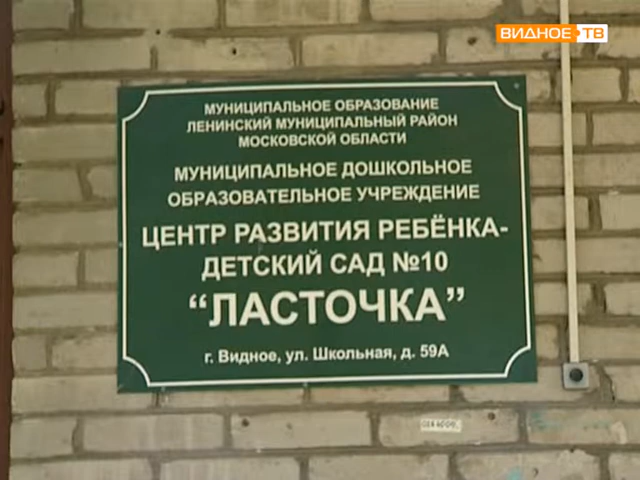 ВИДНОЕ ТВ
МУНИЦИПАЛЬНОЕ ОБРАЗОВАНИЕ
ЛЕНИНСКИЙ МУНИЦИПАЛЬНЫЙ РАЙОН
МОСКОВСКОЙ ОБЛАСТИ
МУНИЦИПАЛЬНОЕ ДОШКОЛЬНОЕ
ОБРАЗОВАТЕЛЬНОЕ УЧРЕЖДЕНИЕ
ЦЕНТР РАЗВИТИЯ РЕБЁНКА-
ДЕТСКИЙ САД №10
“ЛАСТОЧКА”
г. Видное, ул. Школьная, д. 59А